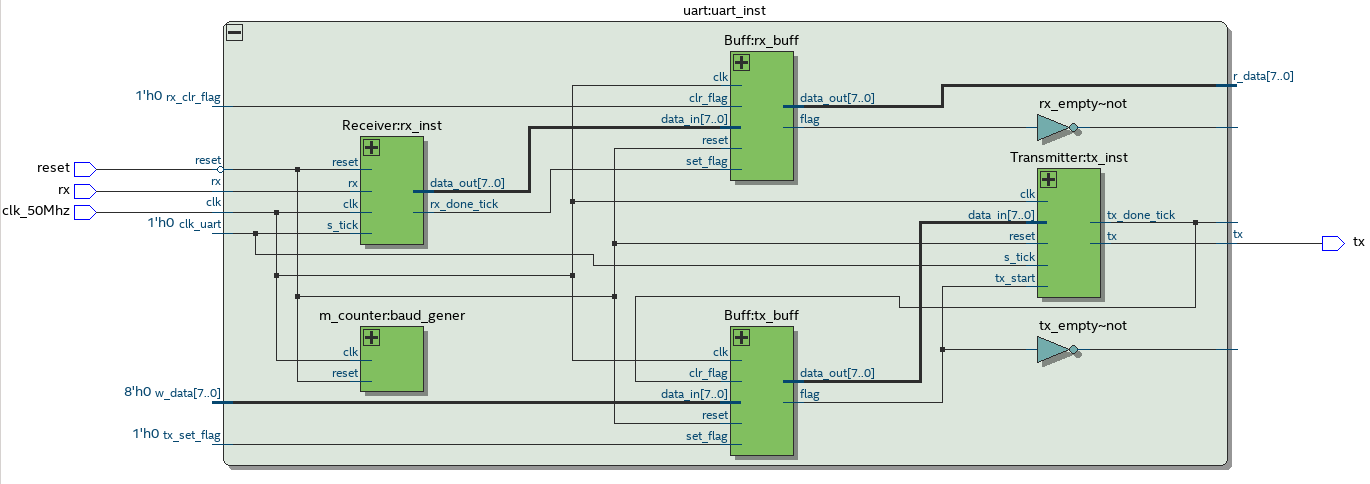 uart:uart_inst
Buff:rx_buff
clk
clr_flag
data_in[7..0]
reset
set_flag
data_out[7..0]
flag
r_data[7..0]
rx_empty~not
1'h0 rx_clr_flag
Receiver:rx_inst
reset
rx
clk
s_tick
data_out[7..0]
rx_done_tick
reset
reset
rx
rx
clk_50Mhz
clk
1'h0 clk_uart
Transmitter:tx_inst
clk
data_in[7..0]
reset
s_tick
tx_start
tx_done_tick
tx
tx
tx
m_counter:baud_gener
clk
reset
Buff:tx_buff
clk
clr_flag
data_in[7..0]
reset
set_flag
data_out[7..0]
flag
tx_empty~not
8'h0 w_data[7..0]
1'h0 tx_set_flag